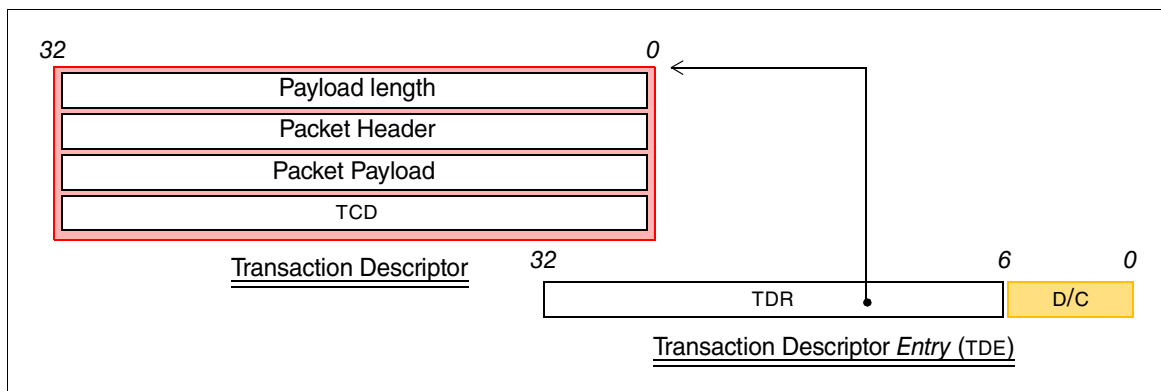 32 0
Payload length
Packet Header
Packet Payload
TCD
Transaction Descriptor
32 6 0
TDR D/C
Transaction Descriptor Entry (TDE)